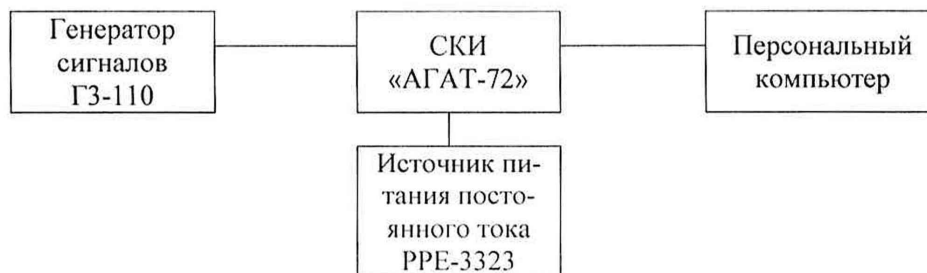 Генератор
сигналов
Г3-110
СКИ
«АГАТ-72»
Персональный
компьютер
Источник пи-
тания посто-
янного тока
PPE-3323